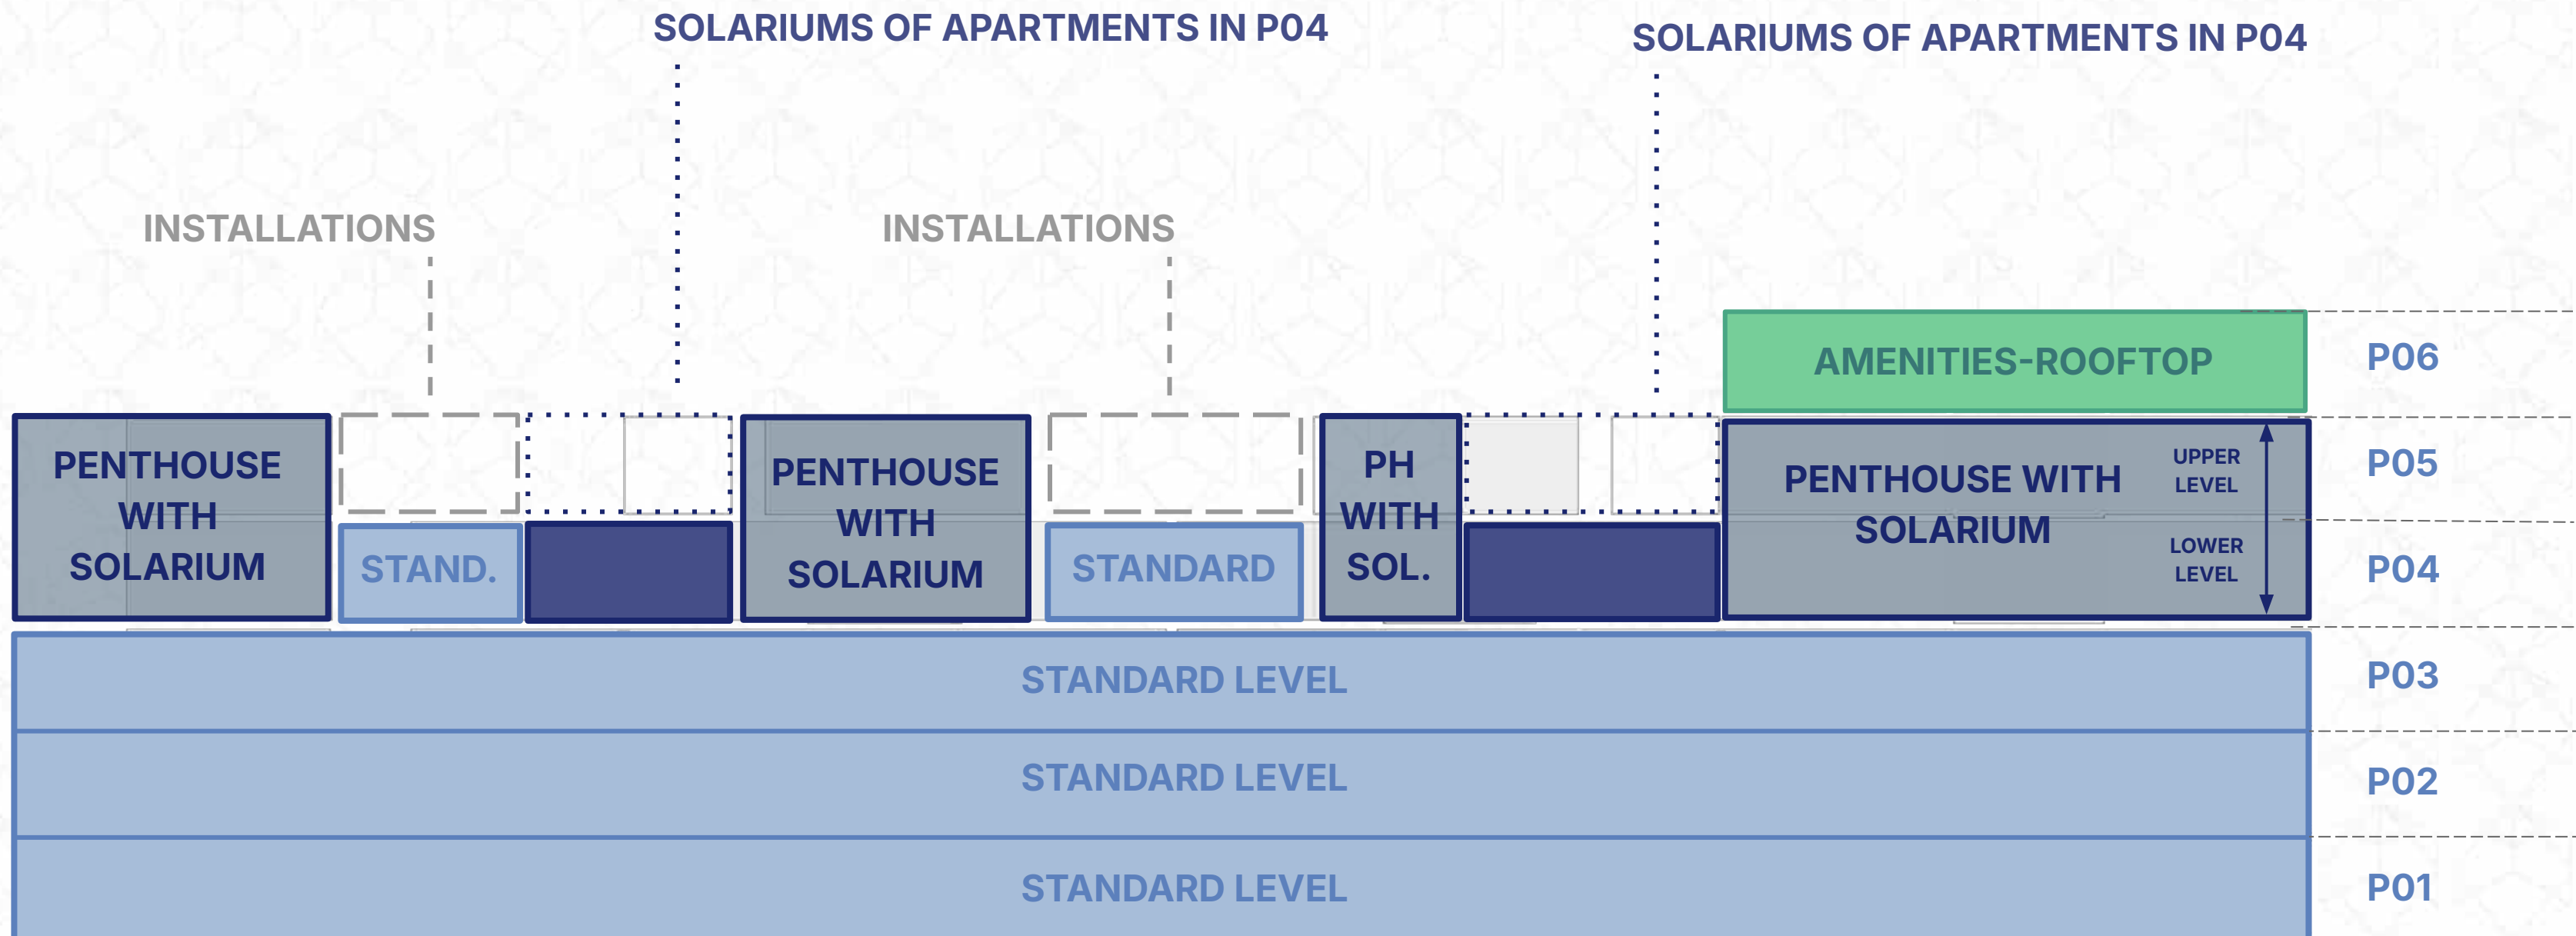 SOLARIUMS OF APARTMENTS IN P04
SOLARIUMS OF APARTMENTS IN P04
INSTALLATIONS
INSTALLATIONS
AMENITIES-ROOFTOP
P06
PENTHOUSE
WITH
SOLARIUM
PENTHOUSE
WITH
SOLARIUM
PH
WITH
SOL.
PENTHOUSE WITH
SOLARIUM
UPPER
LEVEL
LOWER
LEVEL
P05
STAND.
STANDARD
P04
STANDARD LEVEL
P03
STANDARD LEVEL
P02
STANDARD LEVEL
P01